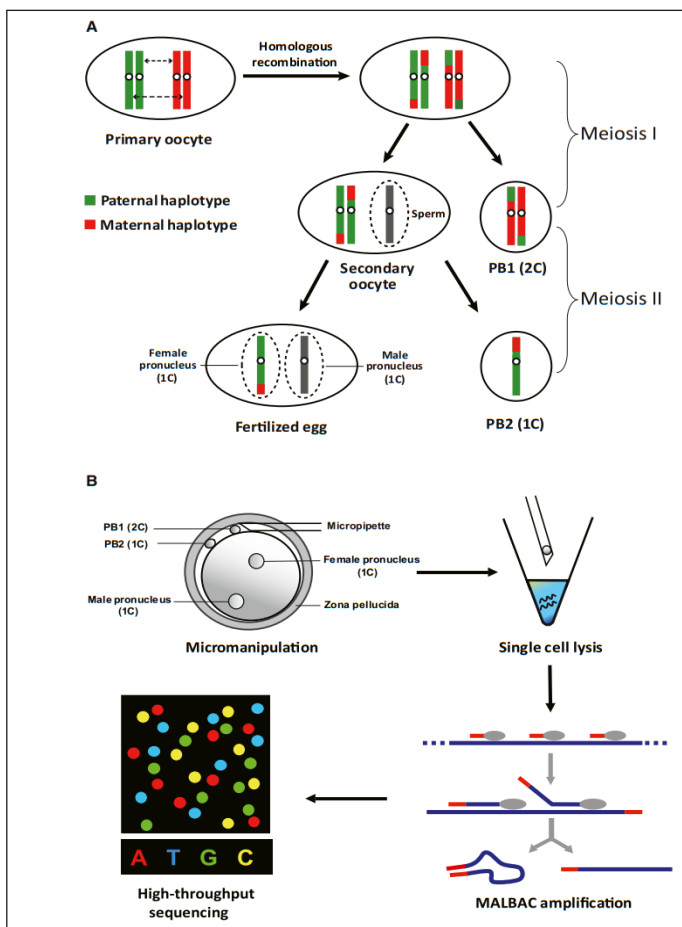 A
Homologous
recombination
Primary oocyte
Meiosis I
Paternal haplotype
Maternal haplotype
Sperm
Secondary
oocyte
PB1 (2C)
Meiosis II
Female
pronucleus
(1C)
Male
pronucleus
(1C)
Fertilized egg
PB2 (1C)
B
PB1 (2C)
PB2 (1C)
Micropipette
Female pronucleus
(1C)
Male pronucleus
(1C)
Zona pellucida
Micromanipulation
Single cell lysis
A T G C
High-throughput
sequencing
MALBAC amplification